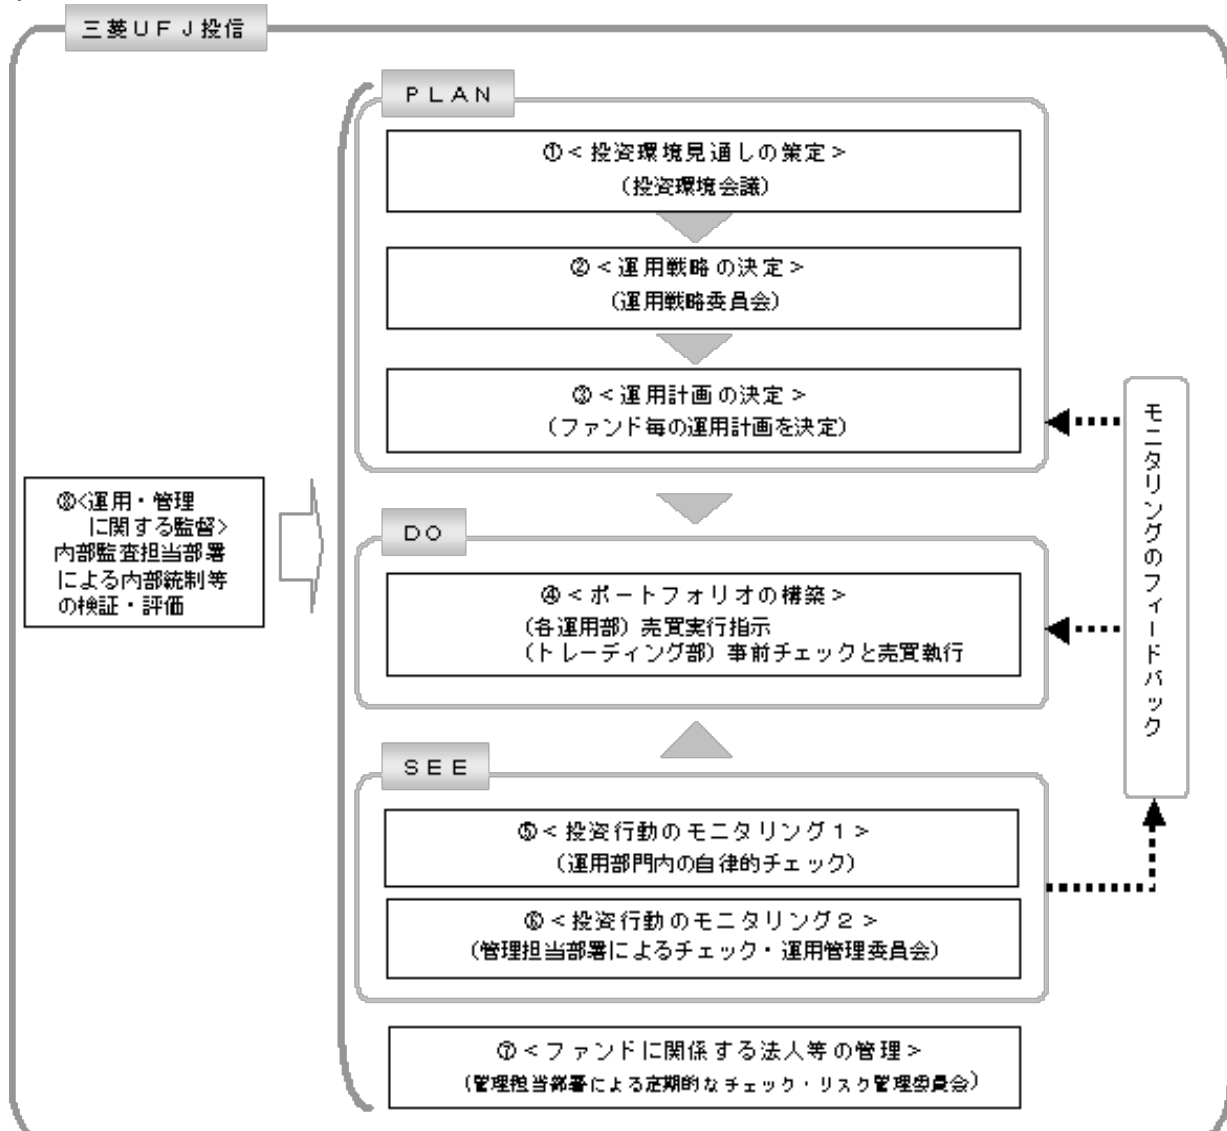 三菱UFJ投信
PLAN
①<投資環境見通しの策定>
(投資環境会議)
②<運用戦略の決定>
(運用戦略委員会)
③<運用計画の決定>
(ファンド毎の運用計画を決定)
⑧<運用・管理
に関する監督>
内部監査担当部署
による内部統制等
の検証・評価
DO
④<ポートフォリオの構築>
(各運用部)売買実行指示
(トレーディング部)事前チェックと売買執行
SEE
⑤<投資行動のモニタリング1>
(運用部門内の自律的チェック)
⑥<投資行動のモニタリング2>
(管理担当部署によるチェック・運用管理委員会)
⑦<ファンドに関係する法人等の管理>
(管理担当部署による定期的なチェック・リスク管理委員会)
モニタリングのフィードバック